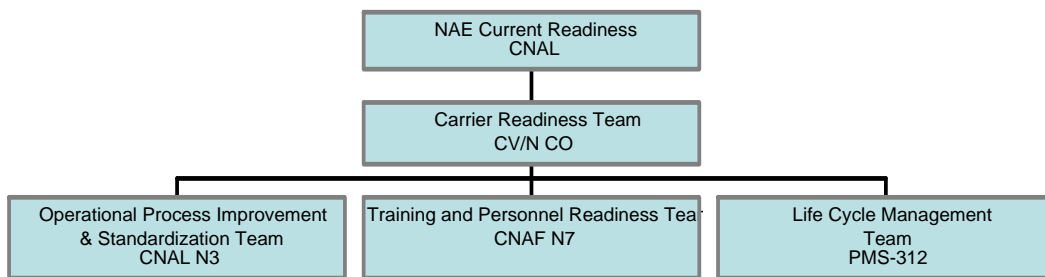 NAE Current Readiness
CNAL
Carrier Readiness Team
CV/N CO
Operational Process Improvement
& Standardization Team
CNAL N3
Training and Personnel Readiness Tea
CNAF N7
Life Cycle Management
Team
PMS-312